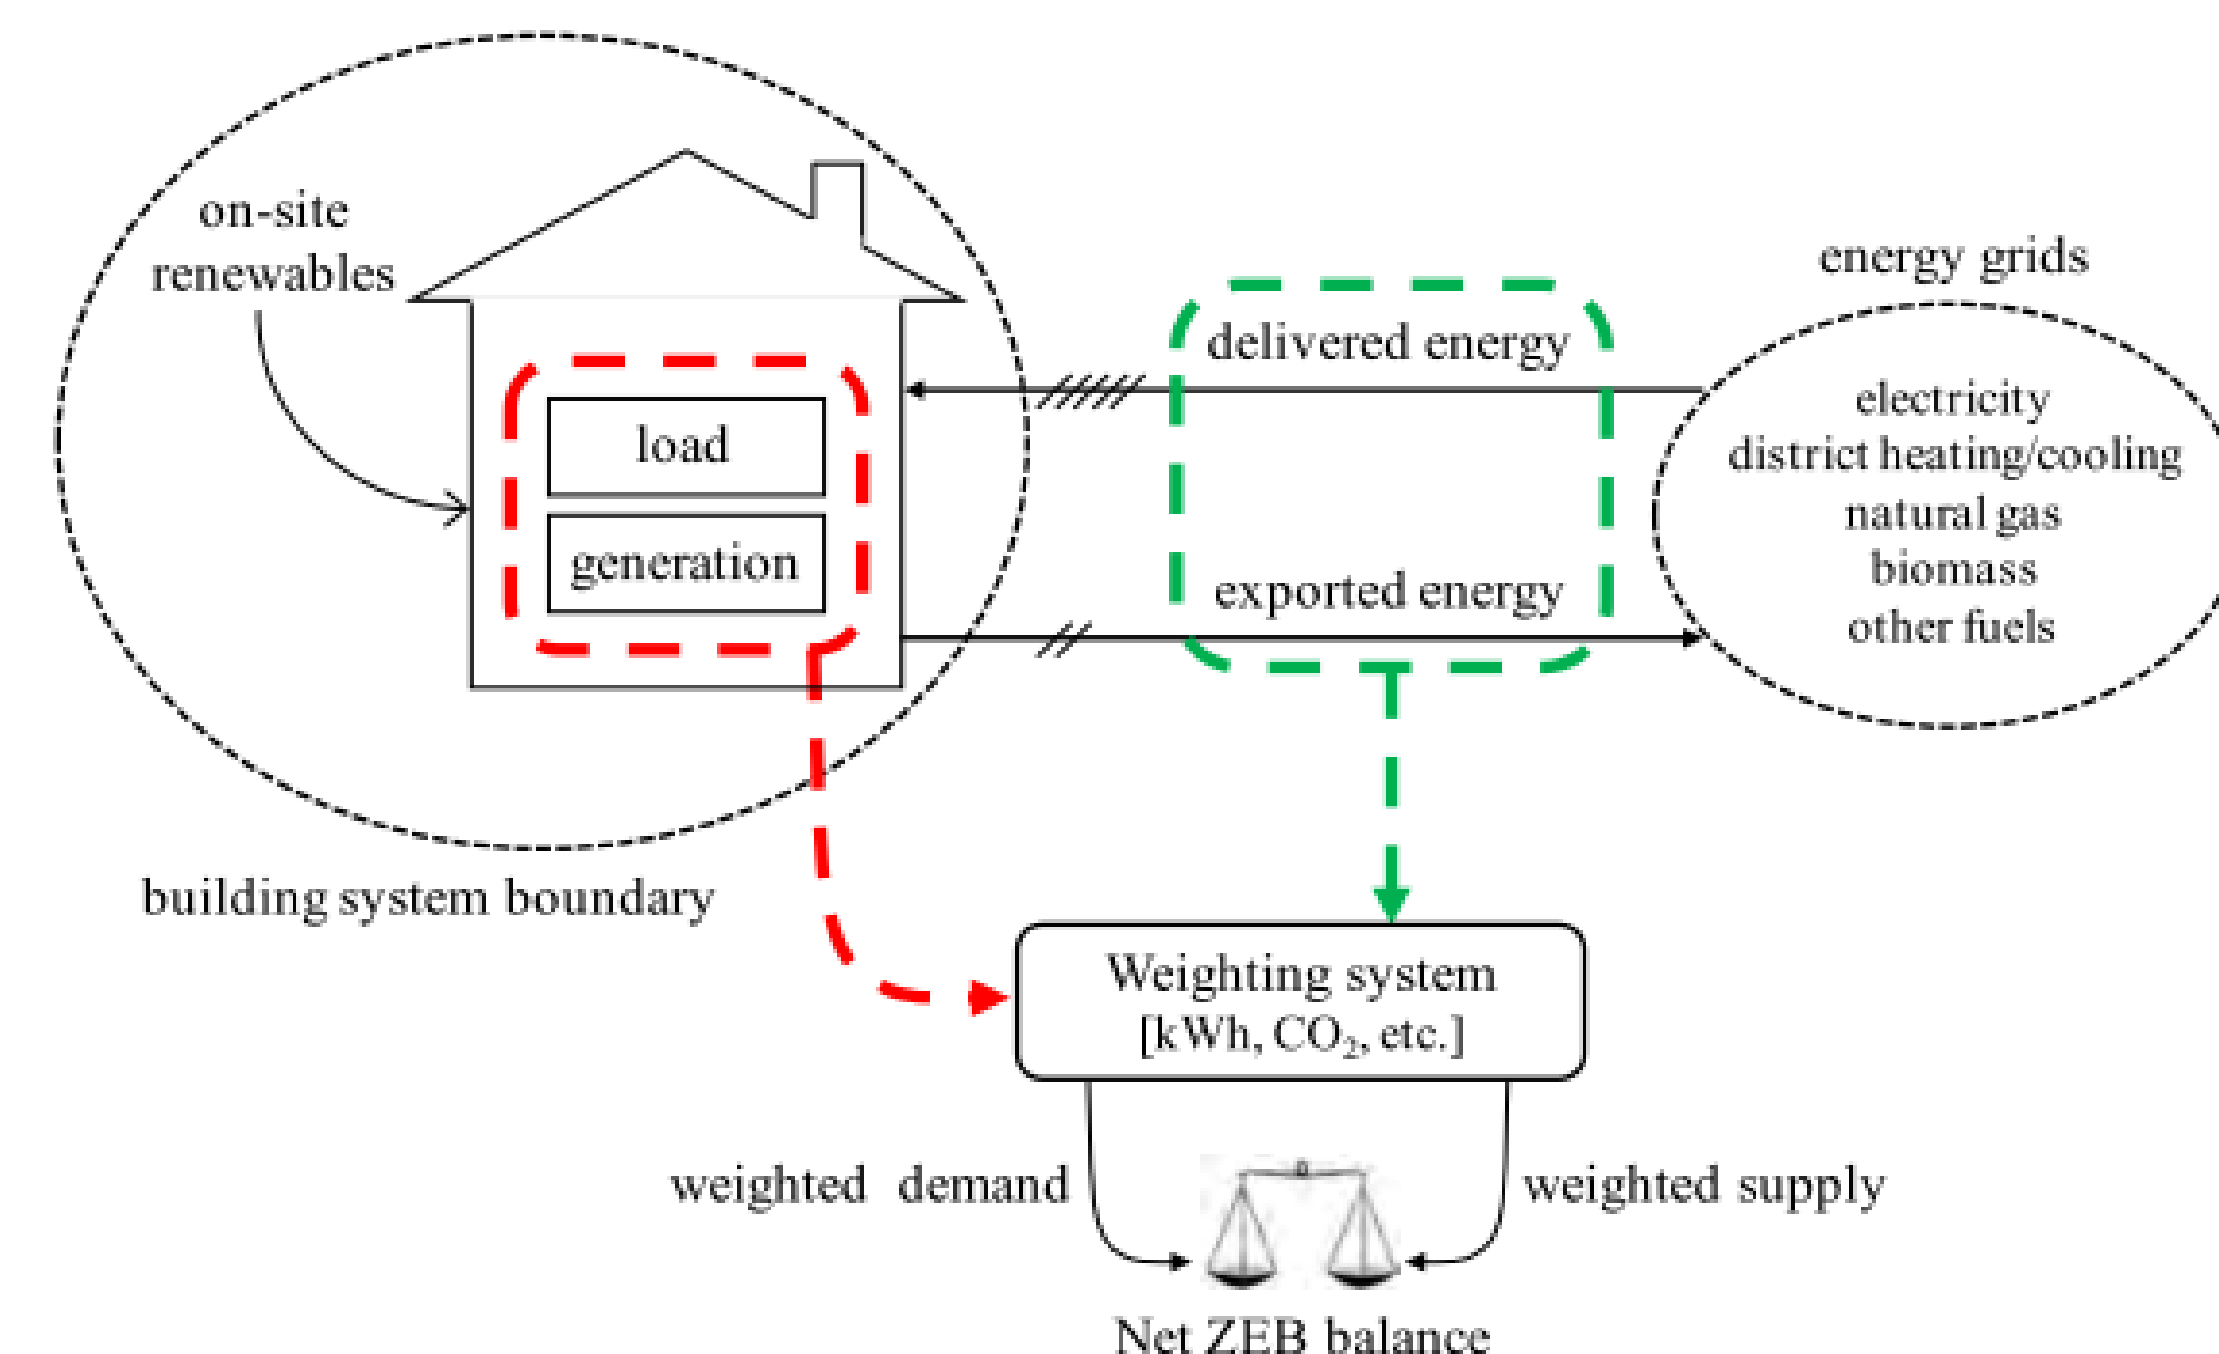 on-site
renewables
load
generation
building system boundary
delivered energy
exported energy
energy grids
electricity
district heating/cooling
natural gas
biomass
other fuels
Weighting system
[kWh, CO₂, etc.]
weighted demand
weighted supply
Net ZEB balance